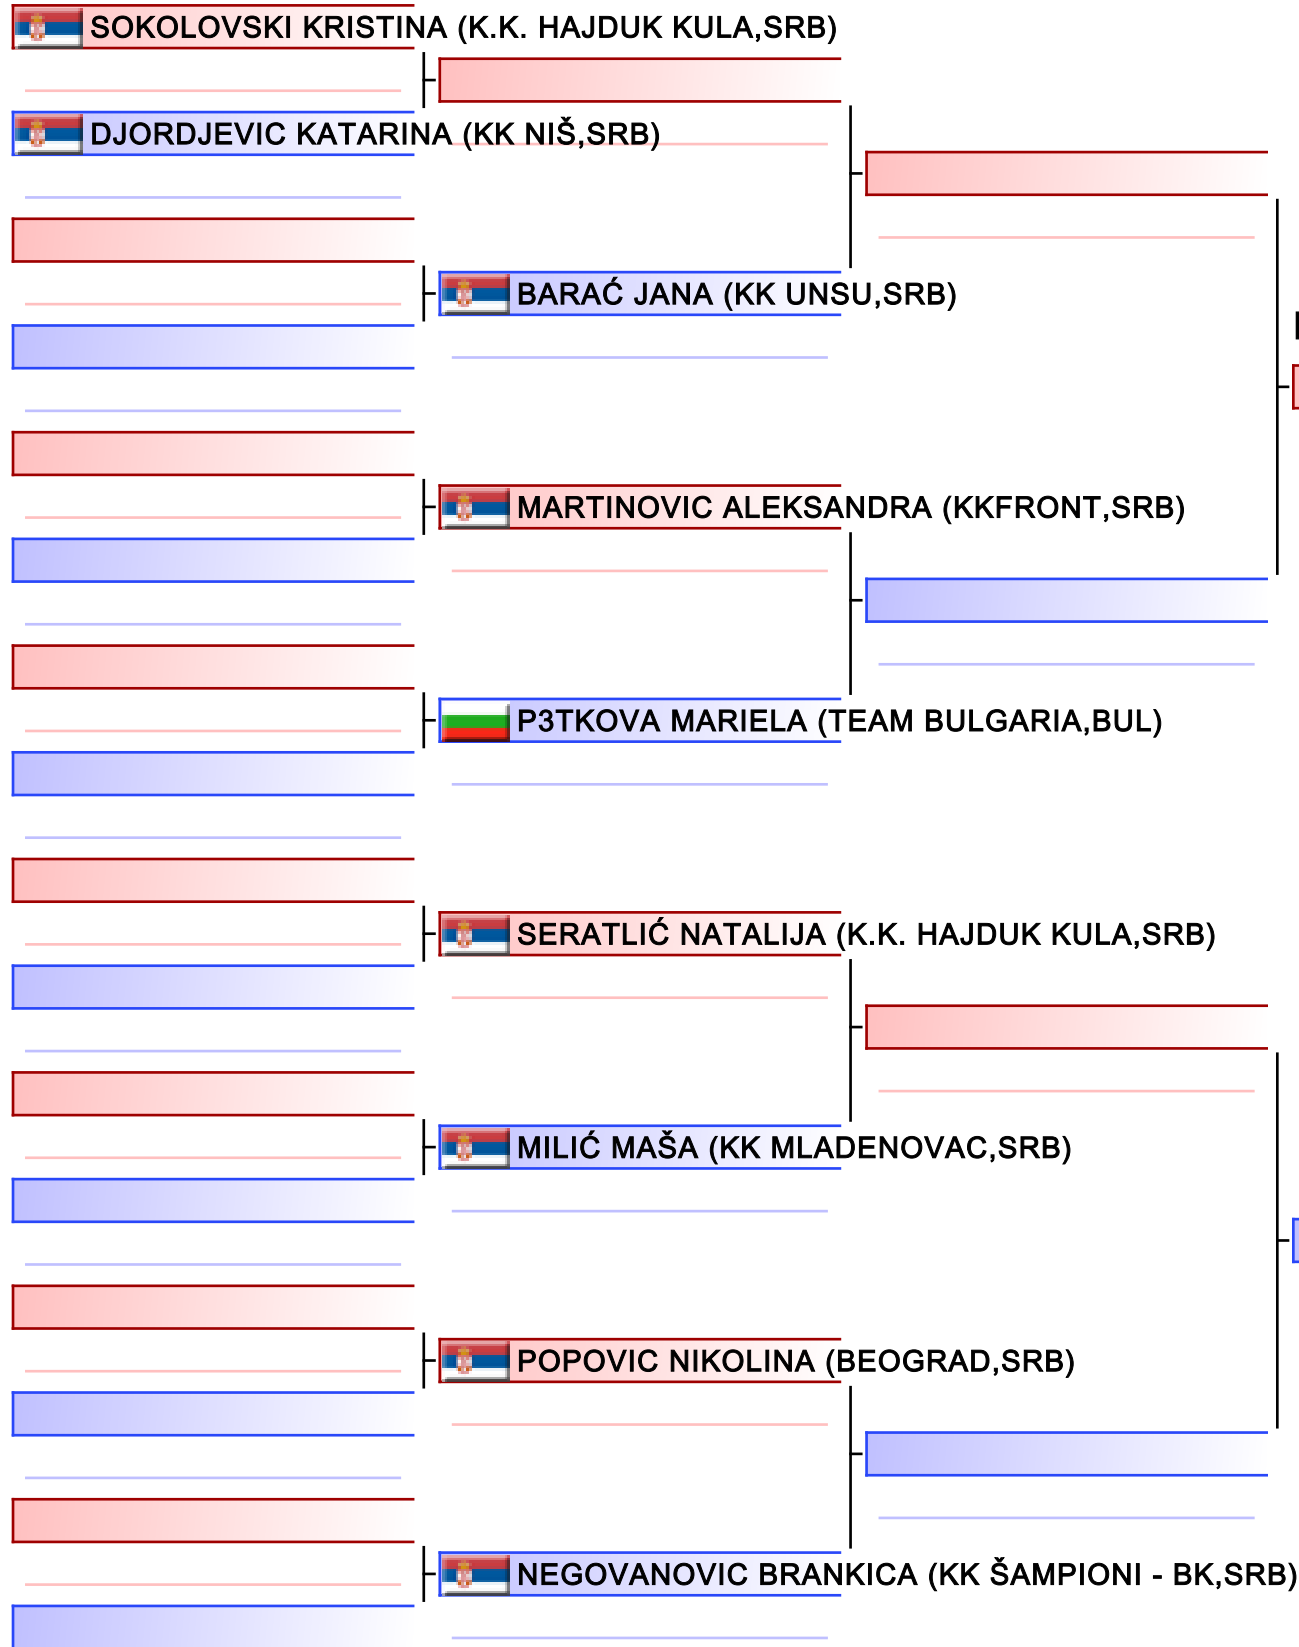 SOKOLOVSKI KRISTINA (K.K. HAJDUK KULA,SRB)
DJORDJEVIC KATARINA (KK NIŠ,SRB)
BARAĆ JANA (KK UNSU,SRB)
MARTINOVIC ALEKSANDRA (KKFRONT,SRB)
P3TKOVA MARIELA (TEAM BULGARIA,BUL)
SERATLIĆ NATALIJA (K.K. HAJDUK KULA,SRB)
MILIĆ MAŠA (KK MLADENOVAC,SRB)
POPOVIC NIKOLINA (BEOGRAD,SRB)
NEGOVANOVIC BRANKICA (KK ŠAMPIONI - BK,SRB)